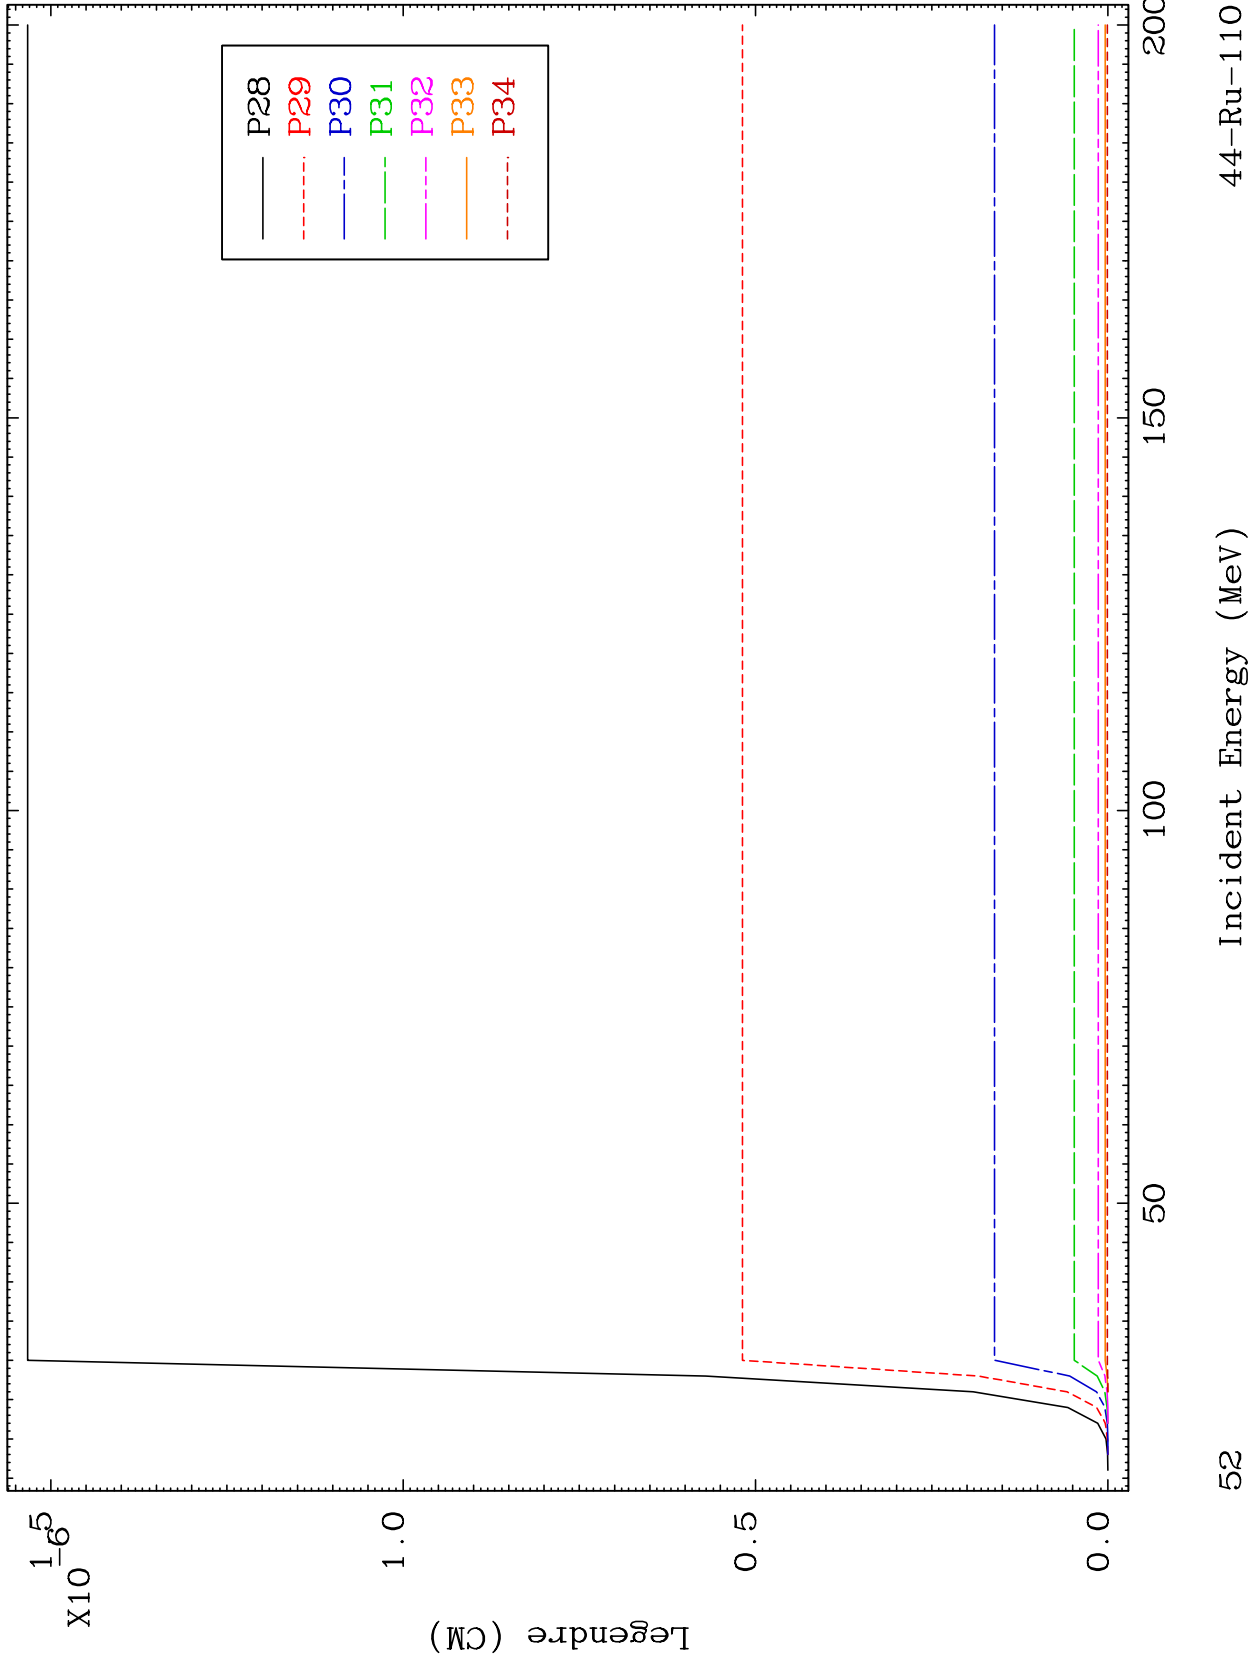 P28
P29
P30
P31
P32
P33
P34
1.5
X10
-6
1.0
0.5
0.0
Legendre (CM)
50
100
150
200
Incident Energy (MeV)
52
44-Ru-110